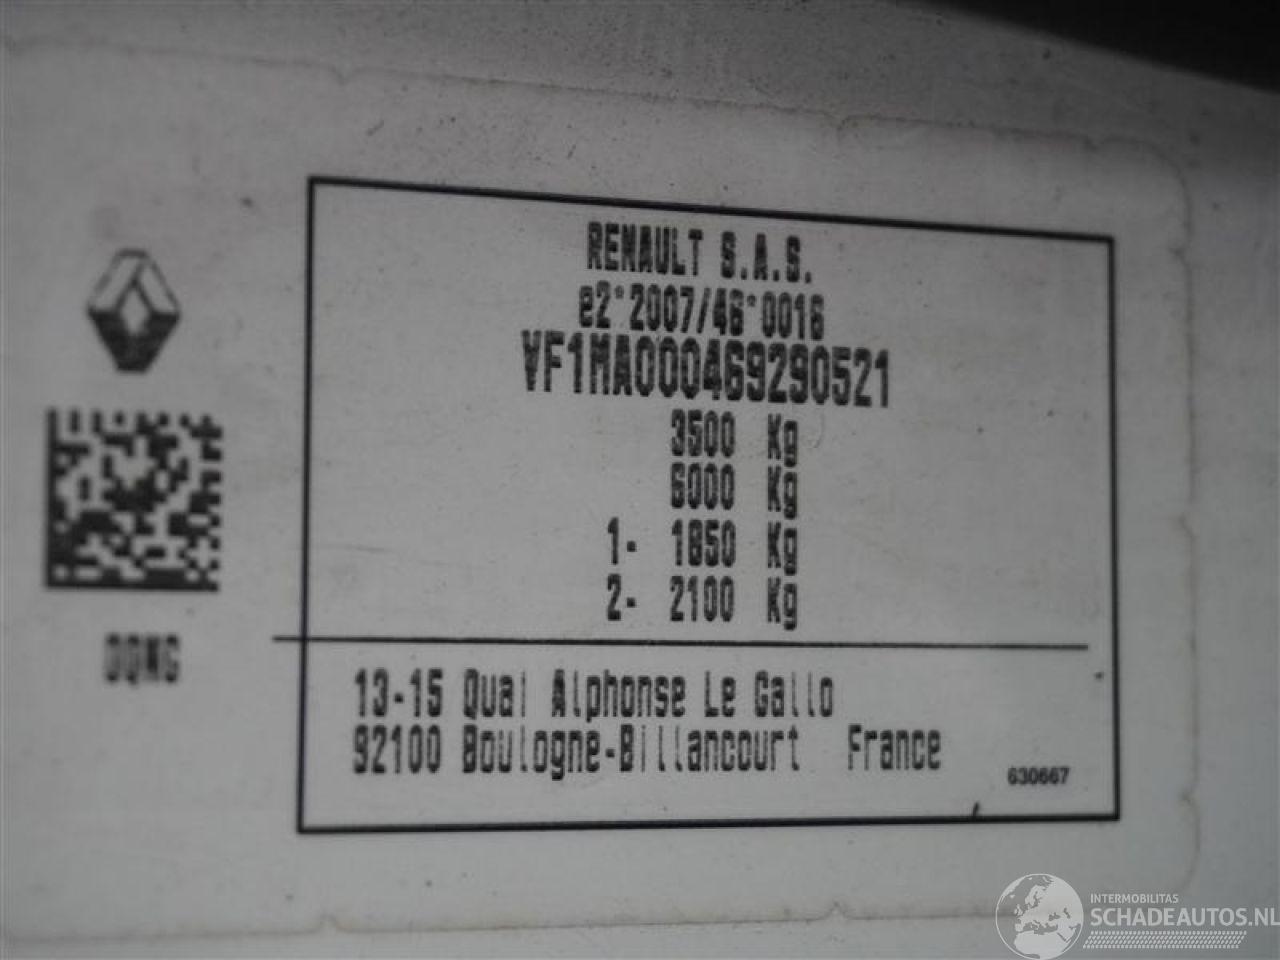 RENAULT S.A.S.
e2*2007/46*0016
VF1MA000469290521
3500 Kg
6000 Kg
1- 1850 Kg
2- 2100 Kg
13-15 Quai Alphonse Le Gallo
92100 Boulogne-Billancourt France
630667
INTERMOBILITAS
SCHADEAUTOS.NL